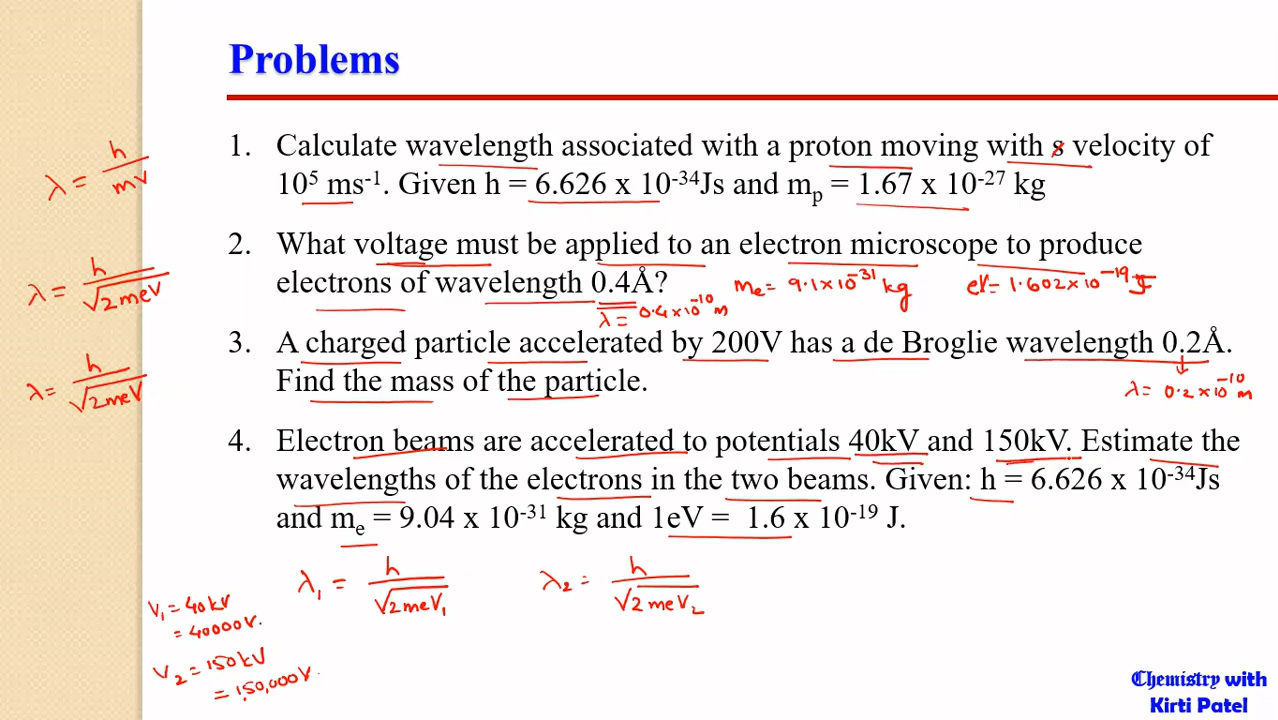 Problems
1. Calculate wavelength associated with a proton moving with s velocity of
10⁵ ms⁻¹. Given h = 6.626 x 10⁻³⁴Js and mₚ = 1.67 x 10⁻²⁷ kg
λ = h/mv
2. What voltage must be applied to an electron microscope to produce
electrons of wavelength 0.4Å?
mₑ = 9.1×10⁻³¹ kg
eV = 1.602×10⁻¹⁹ J
λ = 0.4×10⁻¹⁰ m
λ = h/√2meV
3. A charged particle accelerated by 200V has a de Broglie wavelength 0.2Å.
Find the mass of the particle.
λ = 0.2×10⁻¹⁰ m
λ = h/√2meV
4. Electron beams are accelerated to potentials 40kV and 150kV. Estimate the
wavelengths of the electrons in the two beams. Given: h = 6.626 x 10⁻³⁴Js
and mₑ = 9.04 x 10⁻³¹ kg and 1eV = 1.6 x 10⁻¹⁹ J.
λ₁ = h/√2meV₁
λ₂ = h/√2meV₂
V₁ = 40kV
= 40000V.
V₂ = 150kV
= 150,000V.
Chemistry with
Kirti Patel